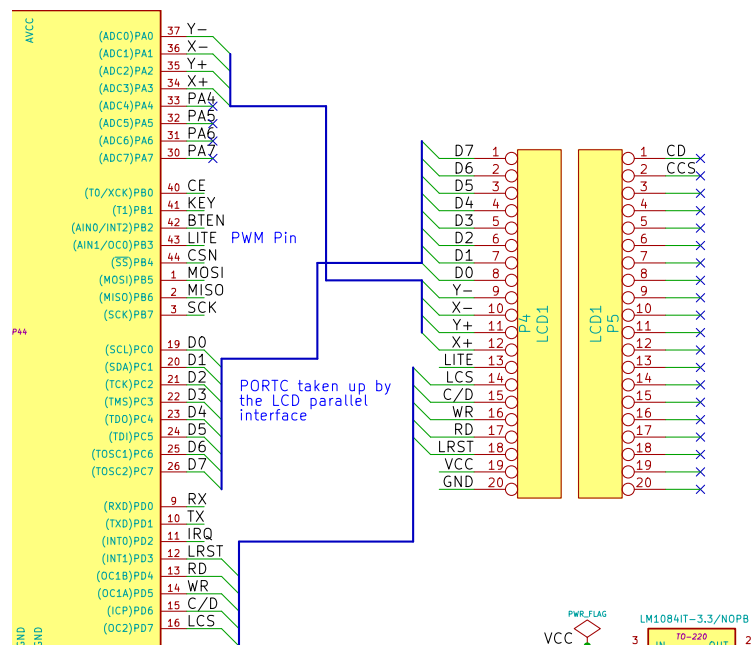 AVCC
(ADC0)PA0 37 Y-
(ADC1)PA1 36 X-
(ADC2)PA2 35 Y+
(ADC3)PA3 34 X+
(ADC4)PA4 33 PA4
(ADC5)PA5 32 PA5
(ADC6)PA6 31 PA6
(ADC7)PA7 30 PA7
(T0/XCK)PB0 40 CE
(T1)PB1 41 KEY
(AIN0/INT2)PB2 42 BTEN
(AIN1/OC0)PB3 43 LITE
(SS)PB4 44 CSN
(MOSI)PB5 1 MOSI
(MISO)PB6 2 MISO
(SCK)PB7 3 SCK
PWM Pin
P44
(SCL)PC0 19 D0
(SDA)PC1 20 D1
(TCK)PC2 21 D2
(TMS)PC3 22 D3
(TDO)PC4 23 D4
(TDI)PC5 24 D5
(TOSC1)PC6 25 D6
(TOSC2)PC7 26 D7
PORTC taken up by
the LCD parallel
interface
(RXD)PD0 9 RX
(TXD)PD1 10 TX
(INT0)PD2 11 IRQ
(INT1)PD3 12 LRST
(OC1B)PD4 13 RD
(OC1A)PD5 14 WR
(ICP)PD6 15 C/D
(OC2)PD7 16 LCS
GND
GND
D7 1
D6 2
D5 3
D4 4
D3 5
D2 6
D1 7
D0 8
Y- 9
X- 10
Y+ 11
X+ 12
LITE 13
LCS 14
C/D 15
WR 16
RD 17
LRST 18
VCC 19
GND 20
P4
LCD1
LCD1
P5
1 CD
2 CCS
3
4
5
6
7
8
9
10
11
12
13
14
15
16
17
18
19
20
PWR_FLAG
VCC
LM1084IT-3.3/NOPB
TO-220
3 IN OUT 2